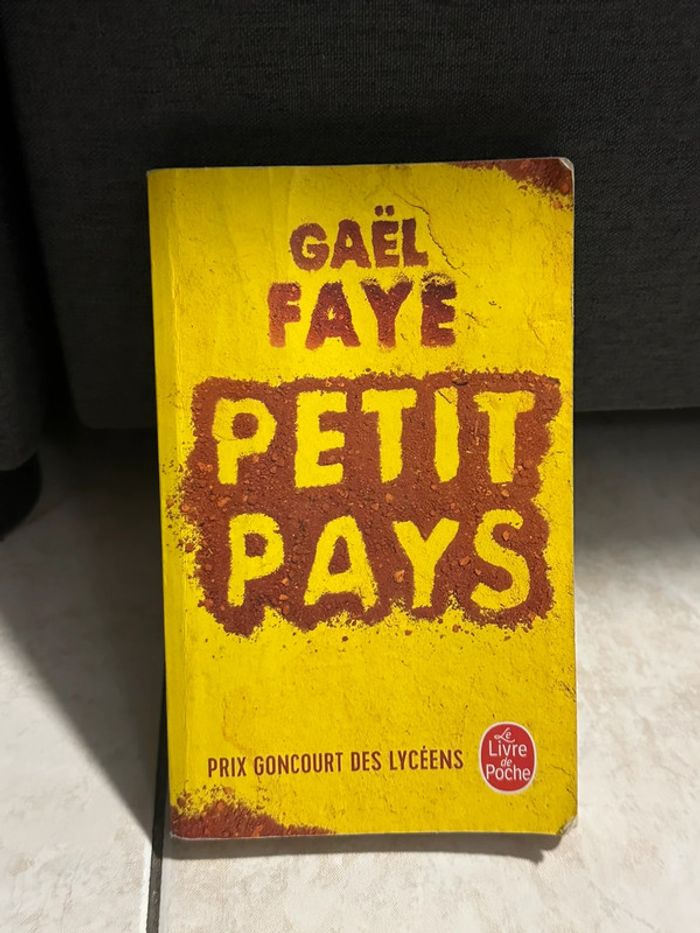 GAËL
FAYE
PETIT
PAYS
PRIX GONCOURT DES LYCÉENS
Le
Livre
de
Poche